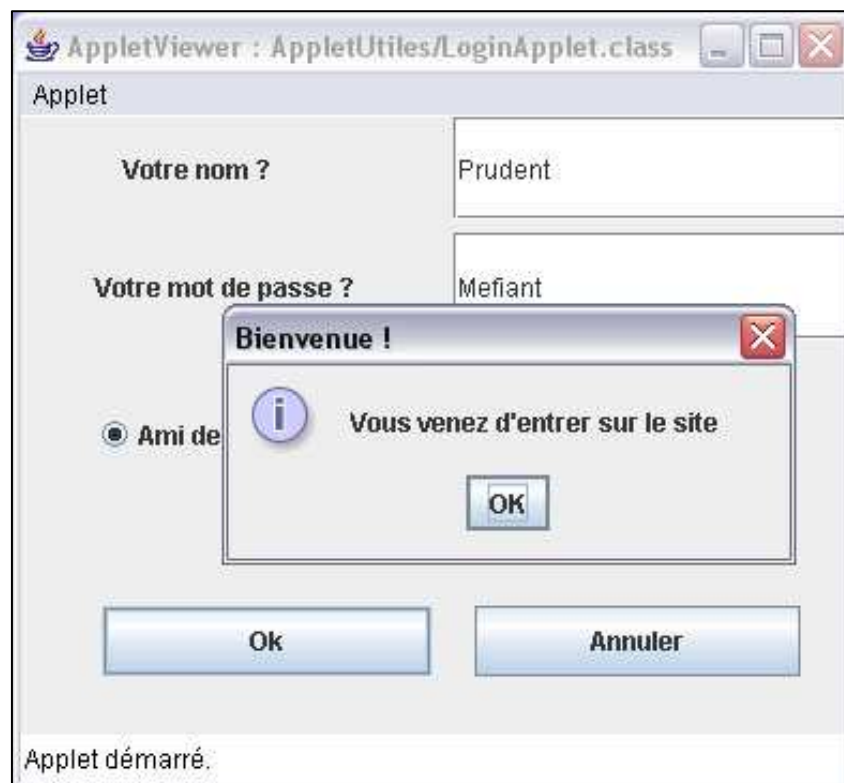 AppletViewer : AppletUtiles/LoginApplet.class
Applet
Votre nom ?
Prudent
Votre mot de passe ?
Mefiant
Bienvenue !
Vous venez d'entrer sur le site
Ami de
OK
Ok
Annuler
Applet démarré.